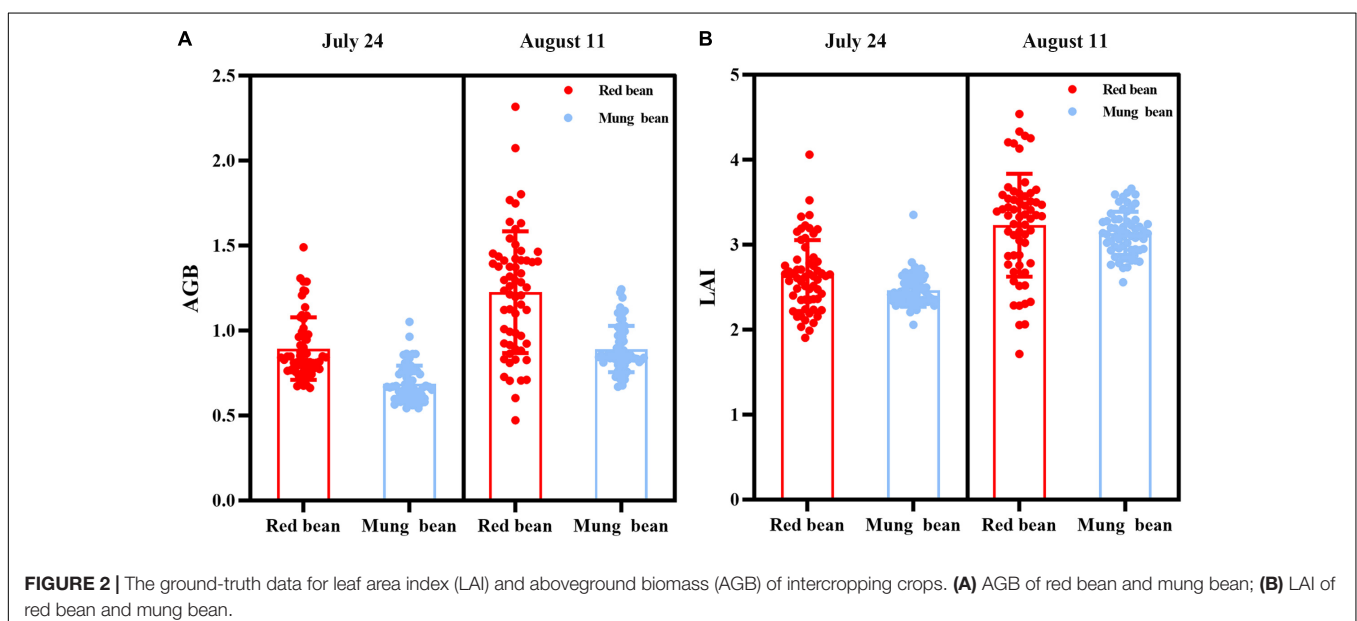 A
July 24
August 11
2.5
2.0
1.5
1.0
0.5
0.0
AGB
Red bean
Mung bean
Red bean
Mung bean
Red bean
Mung bean
B
July 24
August 11
5
4
3
2
1
0
LAI
Red bean
Mung bean
Red bean
Mung bean
Red bean
Mung bean
FIGURE 2 | The ground-truth data for leaf area index (LAI) and aboveground biomass (AGB) of intercropping crops. (A) AGB of red bean and mung bean; (B) LAI of
red bean and mung bean.